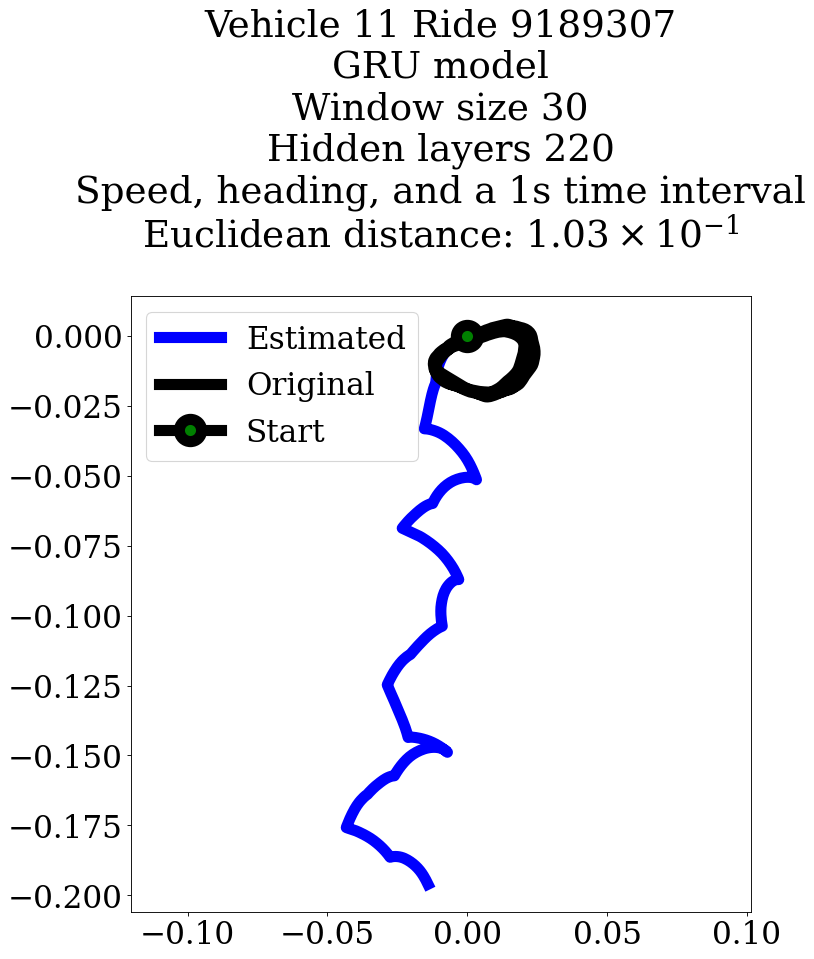 Vehicle 11 Ride 9189307
GRU model
Window size 30
Hidden layers 220
Speed, heading, and a 1s time interval
Euclidean distance: 1.03 × 10⁻¹
Estimated
Original
Start
0.000
−0.025
−0.050
−0.075
−0.100
−0.125
−0.150
−0.175
−0.200
−0.10
−0.05
0.00
0.05
0.10